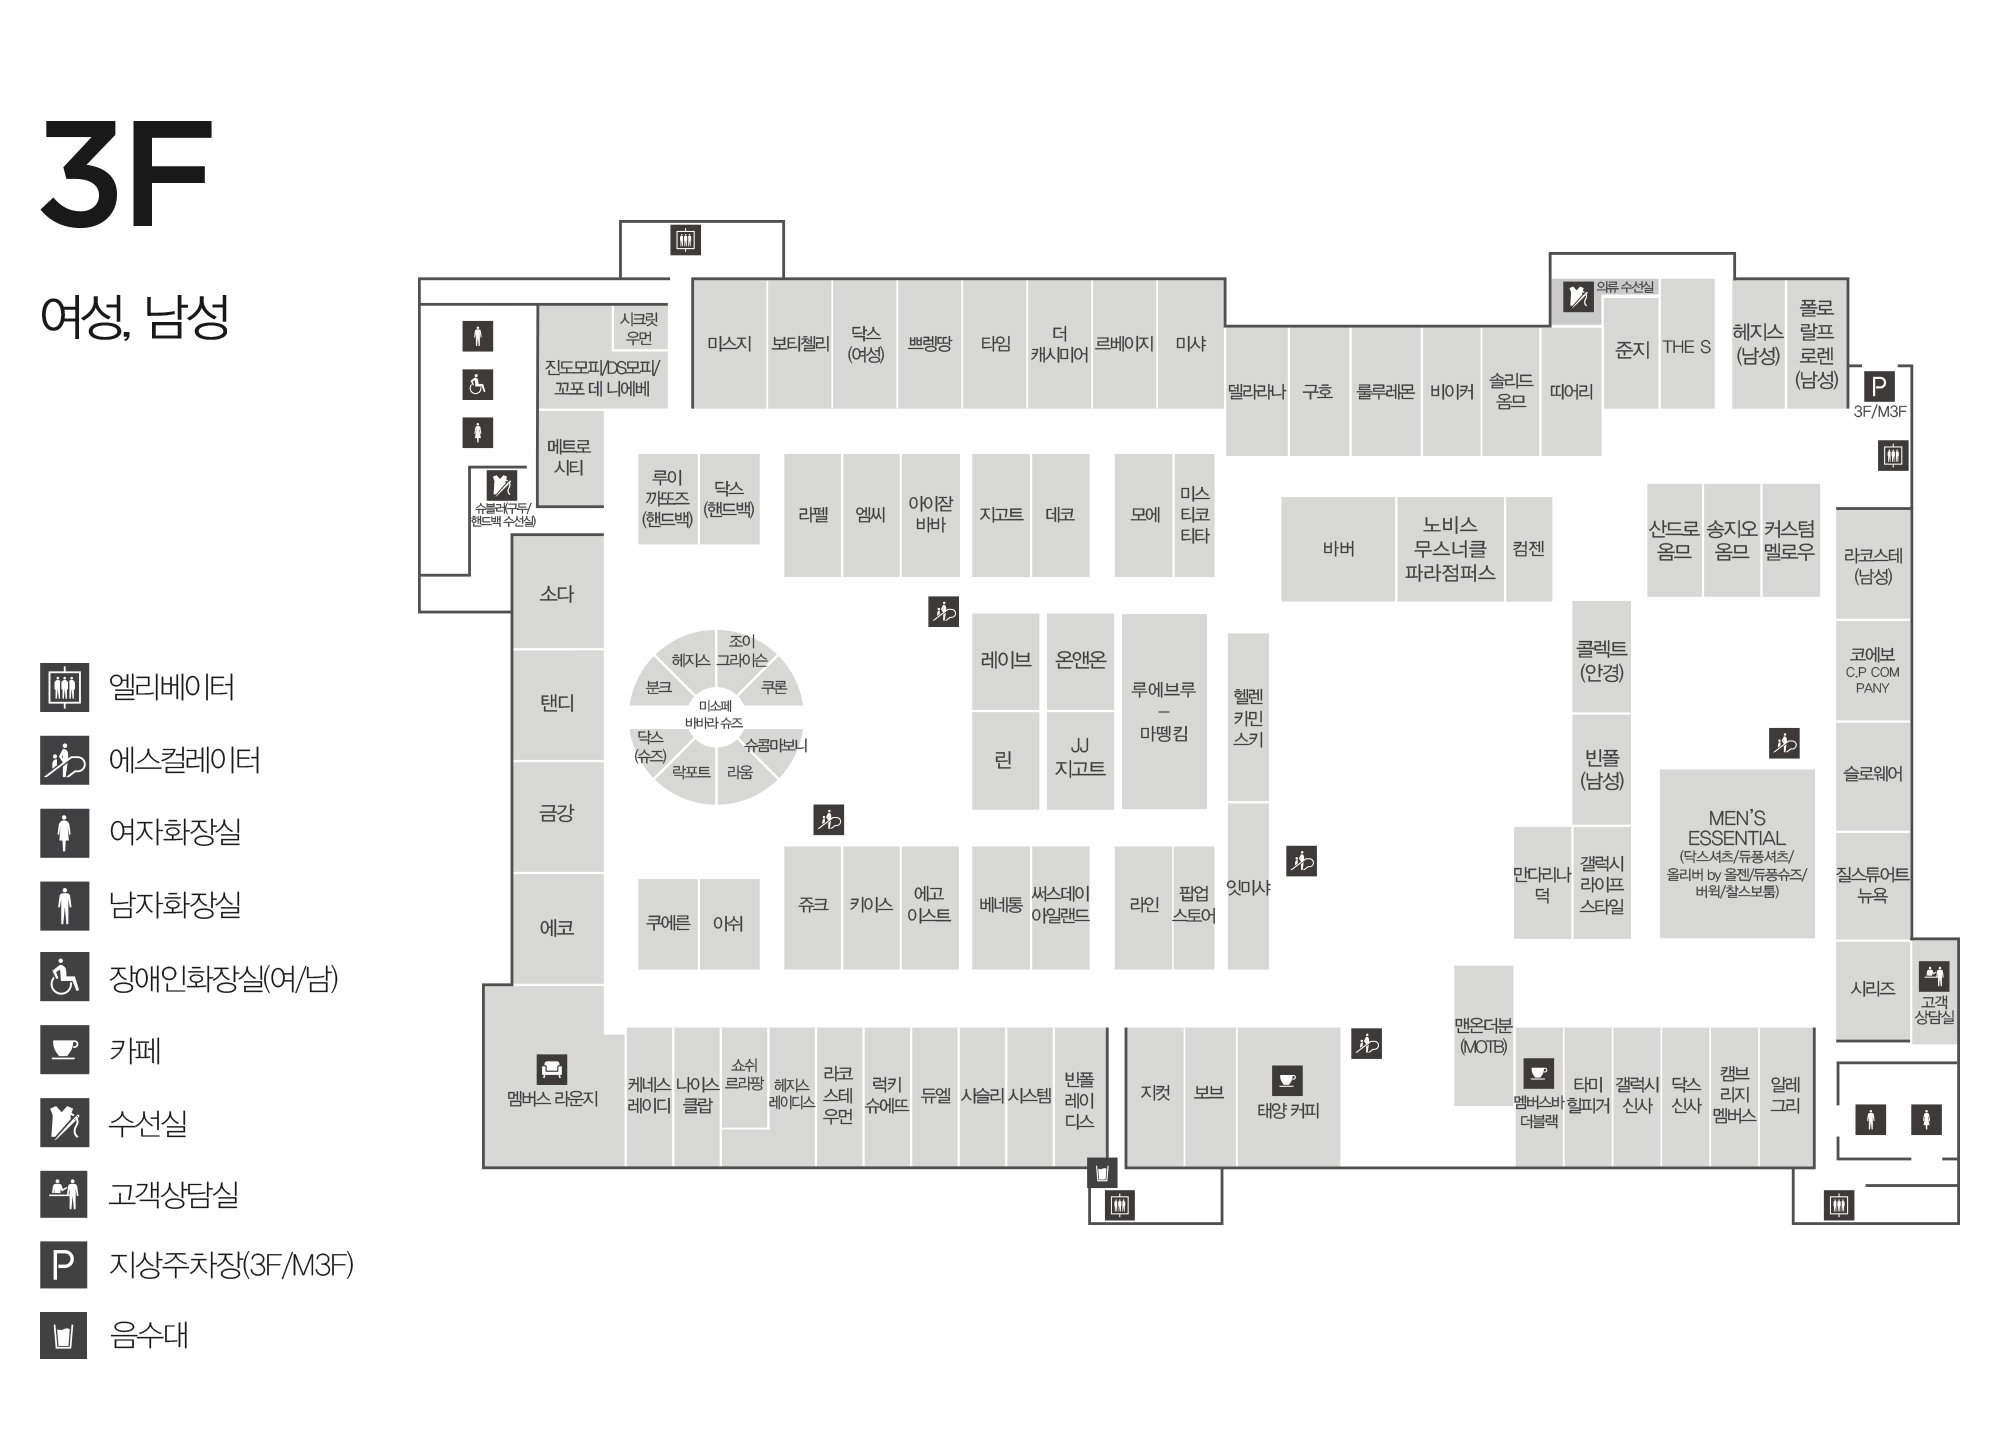 3F
여성, 남성
엘리베이터
에스컬레이터
여자화장실
남자화장실
장애인화장실(여/남)
카페
수선실
고객상담실
지상주차장(3F/M3F)
음수대
시크릿
우먼
진도모피/DS모피/
꼬포 데 니에베
메트로
시티
슈블러(구두/
핸드백 수선실)
미스지
보티첼리
닥스
(여성)
쁘렝땅
타임
더
캐시미어
르베이지
미샤
델라라나
구호
룰루레몬
비이커
솔리드
옴므
띠어리
의류 수선실
준지
THE S
헤지스
(남성)
폴로
랄프
로렌
(남성)
P
3F/M3F
루이
까또즈
(핸드백)
닥스
(핸드백)
라펠
엠씨
아이잗
바바
지고트
데코
모에
미스
티코
티타
바버
노비스
무스너클
파라점퍼스
컴젠
산드로
옴므
송지오
옴므
커스텀
멜로우
라코스테
(남성)
코에보
C.P COM
PANY
슬로웨어
질스튜어트
뉴욕
시리즈
고객
상담실
소다
탠디
금강
에코
헤지스
조이
그라이슨
분크
쿠론
미소페
바바라 슈즈
닥스
(슈즈)
슈콤마보니
락포트
라움
레이브
온앤온
루에브루
–
마뗑킴
린
JJ
지고트
헬렌
카민
스키
잇미샤
콜렉트
(안경)
빈폴
(남성)
만다리나
덕
갤럭시
라이프
스타일
MEN'S
ESSENTIAL
(닥스셔츠/듀퐁셔츠/
올리버 by 올젠/듀퐁슈즈/
버윅/찰스보툼)
쿠에른
아쉬
쥬크
키이스
에고
이스트
베네통
써스데이
아일랜드
라인
팝업
스토어
멤버스 라운지
케네스
레이디
나이스
클랍
쇼쉬
르라팡
헤지스
레이디스
라코
스테
우먼
럭키
슈에뜨
듀엘
사슬리
시스템
빈폴
레이
디스
지컷
보브
태양 커피
맨온더분
(MOTB)
멤버스바
더블랙
타미
힐피거
갤럭시
신사
닥스
신사
캠브
리지
멤버스
알레
그리